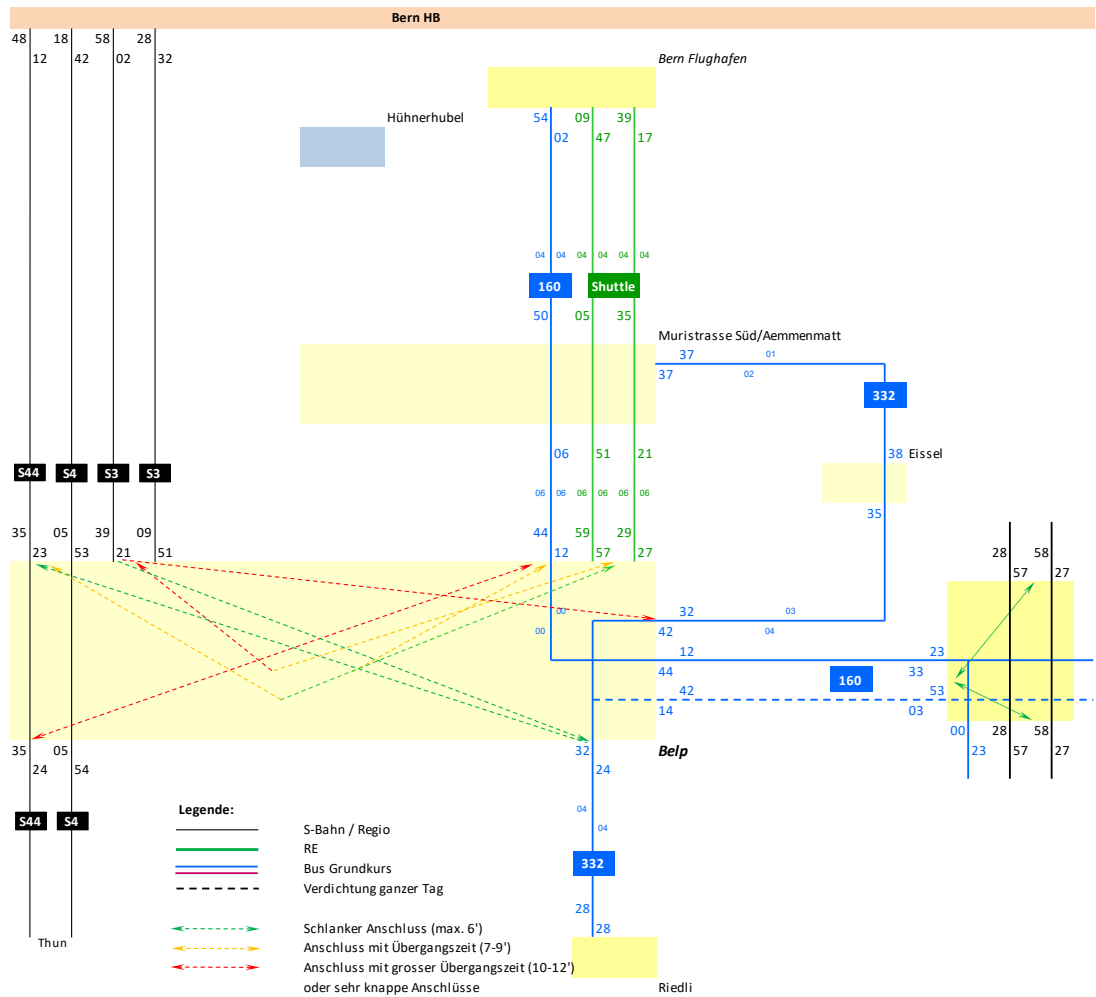 Bern HB
48 18 58 28
12 42 02 32
Bern Flughafen
Hühnerhubel
54 09 39
02 47 17
04 04 04 04 04 04
160 Shuttle
50 05 35
Muristrasse Süd/Aemmenmatt
37 01
37 02
332
S44 S4 S3 S3
06 51 21
38 Eissel
06 06 06 06 06 06
35
35 05 39 09
44 59 29
23 53 21 51
12 57 27
28 58
57 27
00 32 03
00 42 04
12 23
44 160 33
42 53
14 03
00 28 58
35 05
32 Belp
23 57 27
24 54
24
04
04
Legende:
S44 S4
S-Bahn / Regio
RE
332
Bus Grundkurs
Verdichtung ganzer Tag
28
28
Schlanker Anschluss (max. 6')
Thun
Anschluss mit Übergangszeit (7-9')
Anschluss mit grosser Übergangszeit (10-12')
oder sehr knappe Anschlüsse
Riedli